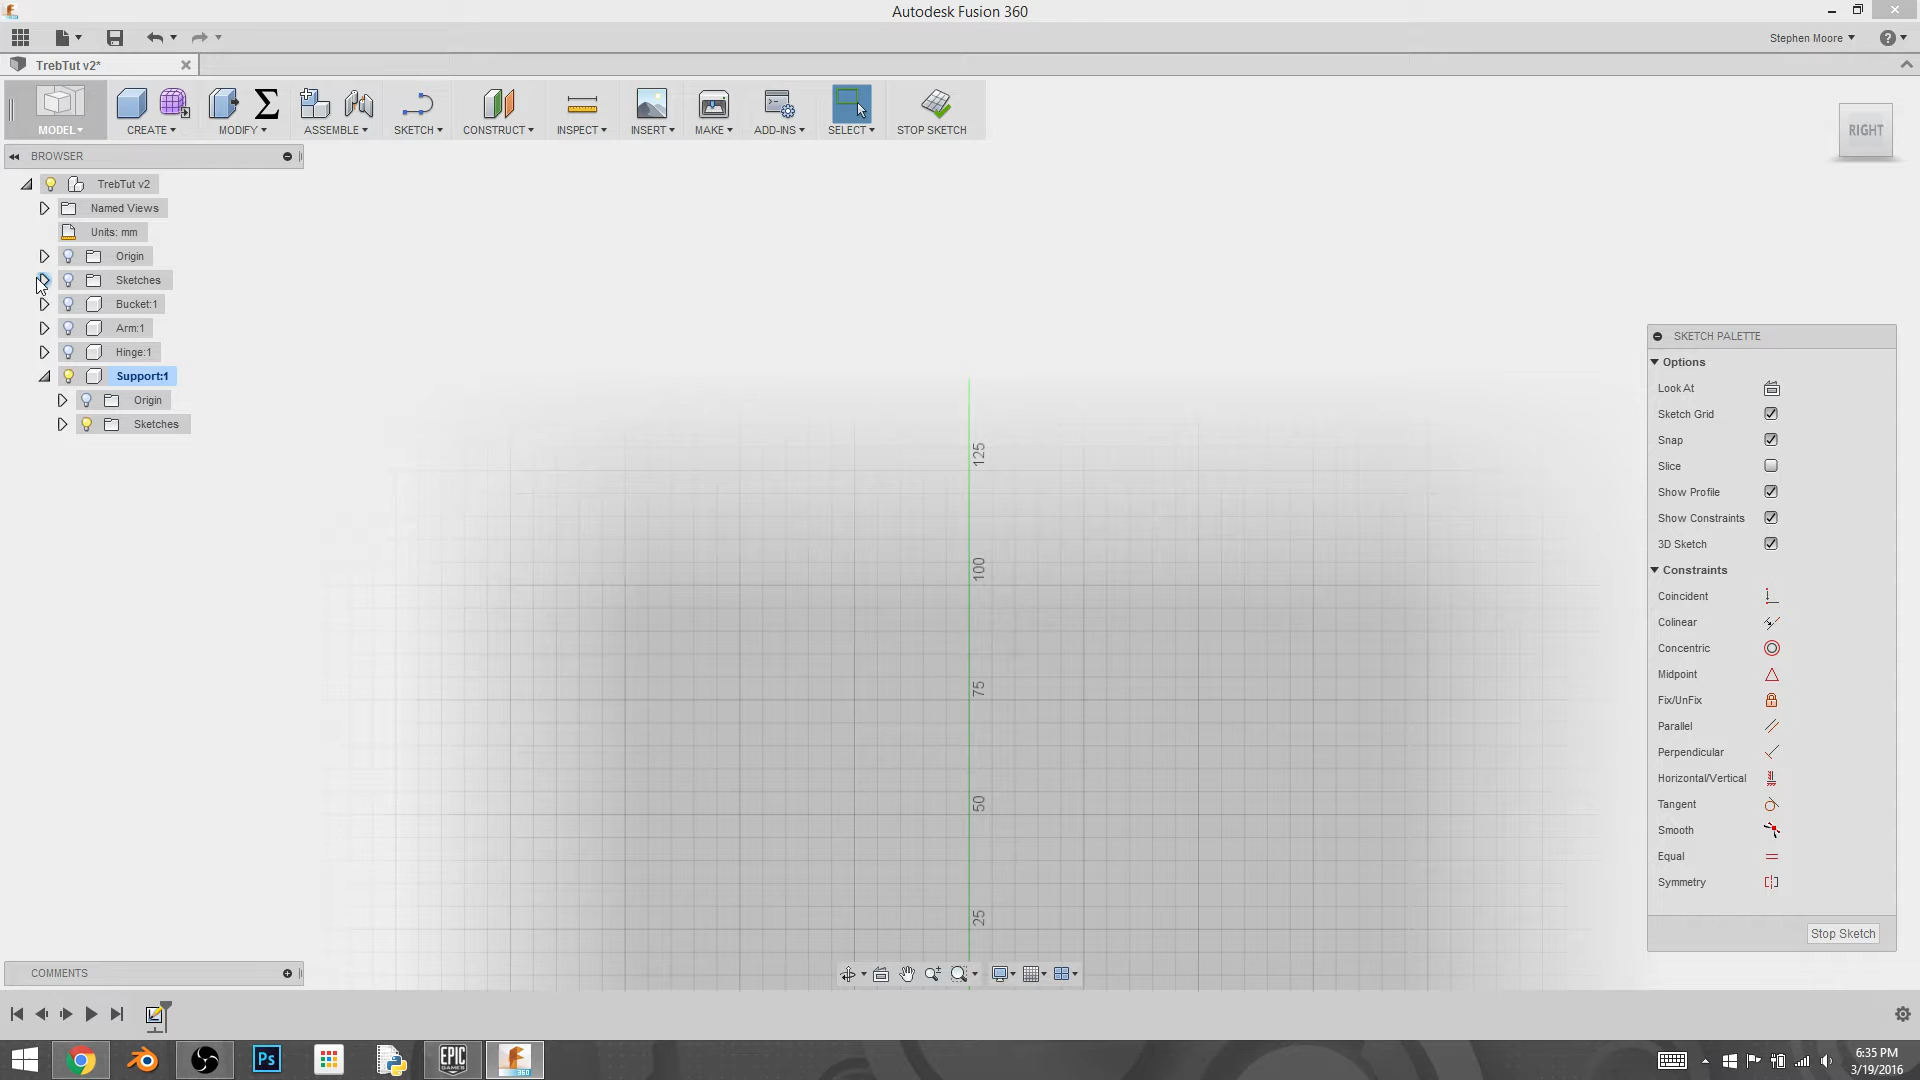 Autodesk Fusion 360
Stephen Moore
TrebTut v2*
MODEL
CREATE
MODIFY
ASSEMBLE
SKETCH
CONSTRUCT
INSPECT
INSERT
MAKE
ADD-INS
SELECT
STOP SKETCH
RIGHT
BROWSER
TrebTut v2
Named Views
Units: mm
Origin
Sketches
Bucket:1
Arm:1
Hinge:1
Support:1
Origin
Sketches
125
100
75
50
25
SKETCH PALETTE
Options
Look At
Sketch Grid
Snap
Slice
Show Profile
Show Constraints
3D Sketch
Constraints
Coincident
Colinear
Concentric
Midpoint
Fix/UnFix
Parallel
Perpendicular
Horizontal/Vertical
Tangent
Smooth
Equal
Symmetry
Stop Sketch
COMMENTS
Ps
EPIC
GAMES
360
6:35 PM
3/19/2016